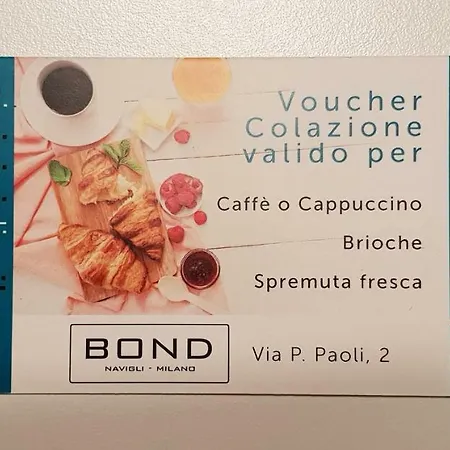 Voucher
Colazione
valido per
Caffè o Cappuccino
Brioche
Spremuta fresca
BOND
NAVIGLI - MILANO
Via P. Paoli, 2